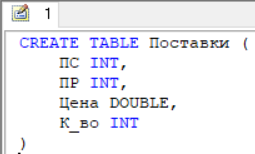 1
CREATE TABLE Поставки (
ПС INT,
ПР INT,
Цена DOUBLE,
К_во INT
)